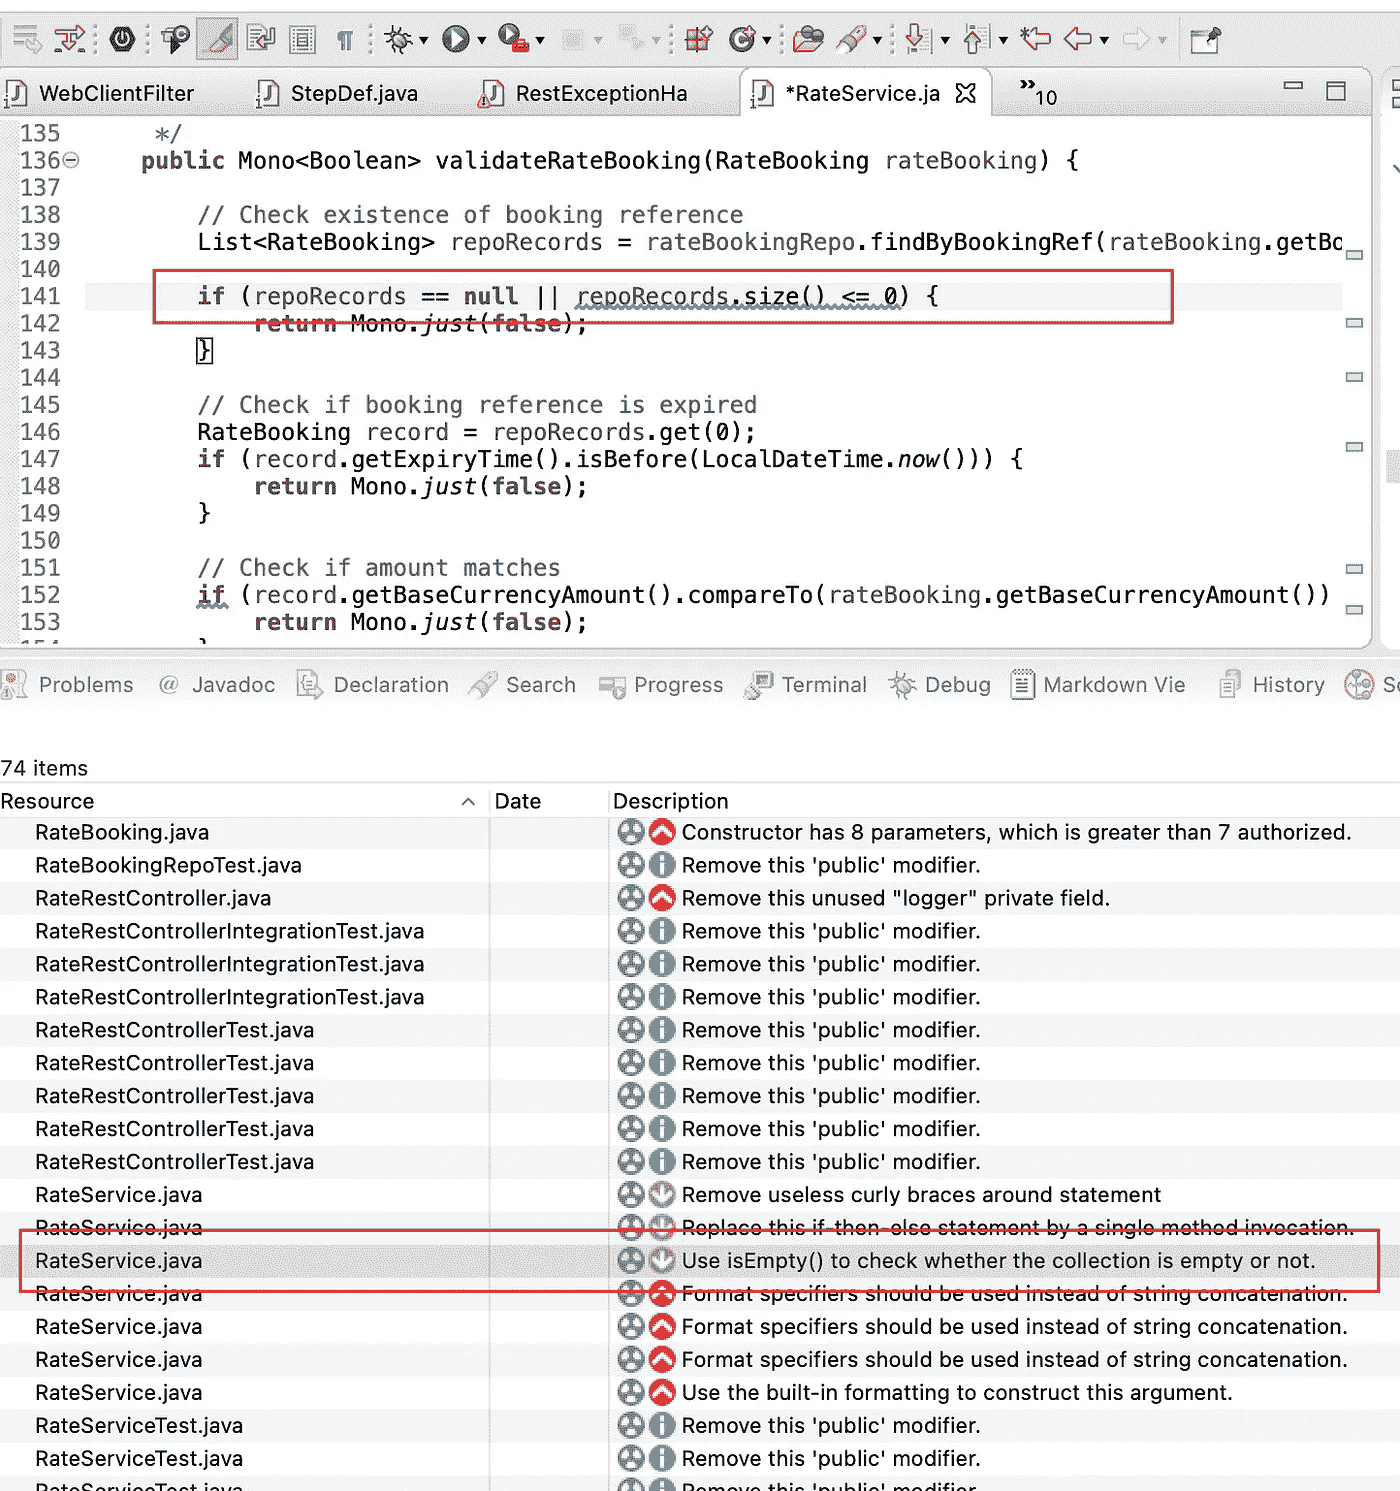 WebClientFilter StepDef.java RestExceptionHa *RateService.ja »10
135 */
136 public Mono<Boolean> validateRateBooking(RateBooking rateBooking) {
137
138 // Check existence of booking reference
139 List<RateBooking> repoRecords = rateBookingRepo.findByBookingRef(rateBooking.getBo
140
141 if (repoRecords == null || repoRecords.size() <= 0) {
142 return Mono.just(false);
143 }
144
145 // Check if booking reference is expired
146 RateBooking record = repoRecords.get(0);
147 if (record.getExpiryTime().isBefore(LocalDateTime.now())) {
148 return Mono.just(false);
149 }
150
151 // Check if amount matches
152 if (record.getBaseCurrencyAmount().compareTo(rateBooking.getBaseCurrencyAmount())
153 return Mono.just(false);
Problems @ Javadoc Declaration Search Progress Terminal Debug Markdown Vie History
74 items
Resource Date Description
RateBooking.java Constructor has 8 parameters, which is greater than 7 authorized.
RateBookingRepoTest.java Remove this 'public' modifier.
RateRestController.java Remove this unused "logger" private field.
RateRestControllerIntegrationTest.java Remove this 'public' modifier.
RateRestControllerIntegrationTest.java Remove this 'public' modifier.
RateRestControllerIntegrationTest.java Remove this 'public' modifier.
RateRestControllerTest.java Remove this 'public' modifier.
RateRestControllerTest.java Remove this 'public' modifier.
RateRestControllerTest.java Remove this 'public' modifier.
RateRestControllerTest.java Remove this 'public' modifier.
RateRestControllerTest.java Remove this 'public' modifier.
RateService.java Remove useless curly braces around statement
RateService.java Replace this if-then-else statement by a single method invocation.
RateService.java Use isEmpty() to check whether the collection is empty or not.
RateService.java Format specifiers should be used instead of string concatenation.
RateService.java Format specifiers should be used instead of string concatenation.
RateService.java Format specifiers should be used instead of string concatenation.
RateService.java Use the built-in formatting to construct this argument.
RateServiceTest.java Remove this 'public' modifier.
RateServiceTest.java Remove this 'public' modifier.
RateServiceTest.java Remove this 'public' modifier.